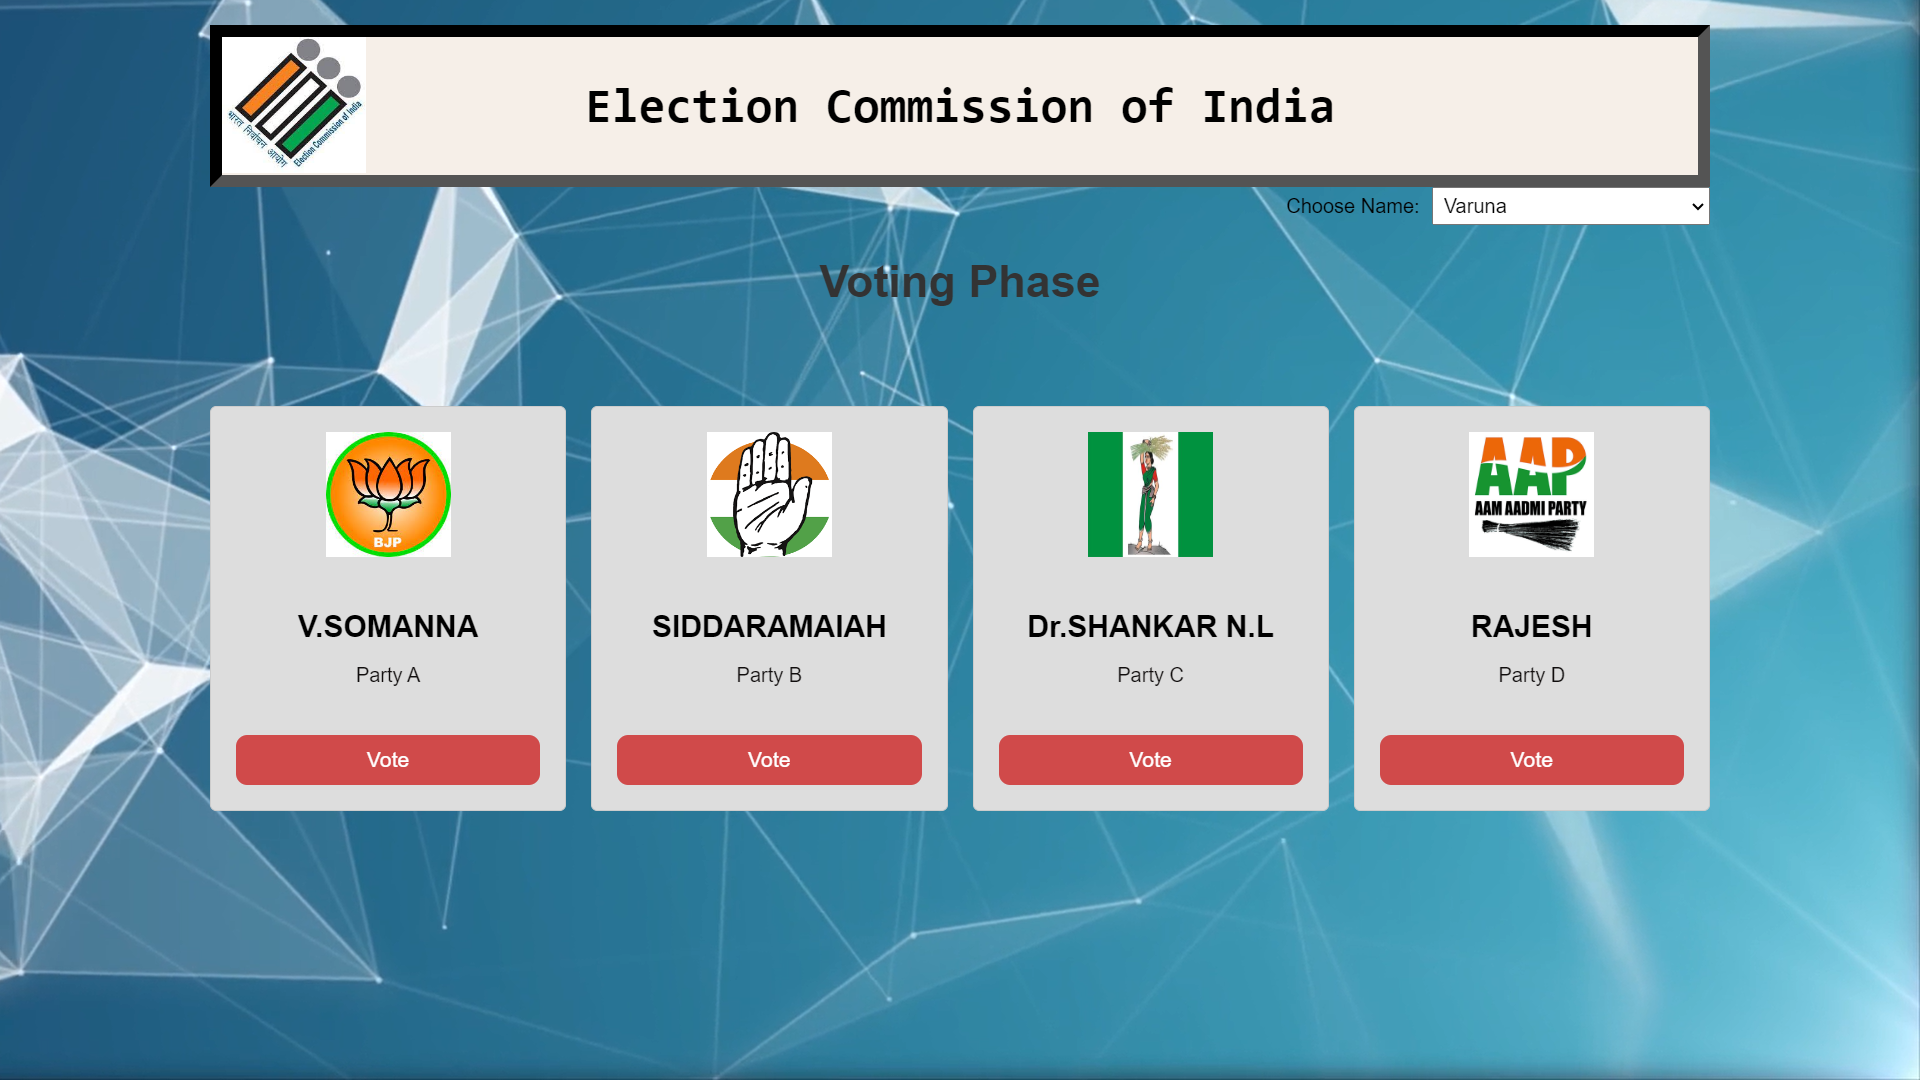 भारत निर्वाचन आयोग
Election Commission of India
Election Commission of India
Choose Name: Varuna
Voting Phase
BJP
AAP
AAM AADMI PARTY
V.SOMANNA SIDDARAMAIAH Dr.SHANKAR N.L RAJESH
Party A Party B Party C Party D
Vote Vote Vote Vote